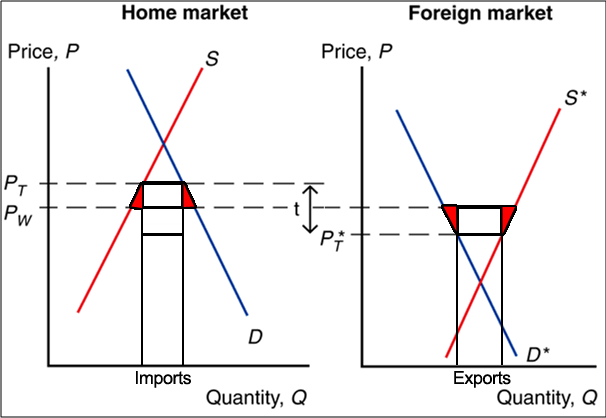 Home market
Foreign market
Price, P
S
Price, P
S*
P_T
P_W
t
P*_T
D
D*
Imports
Exports
Quantity, Q
Quantity, Q